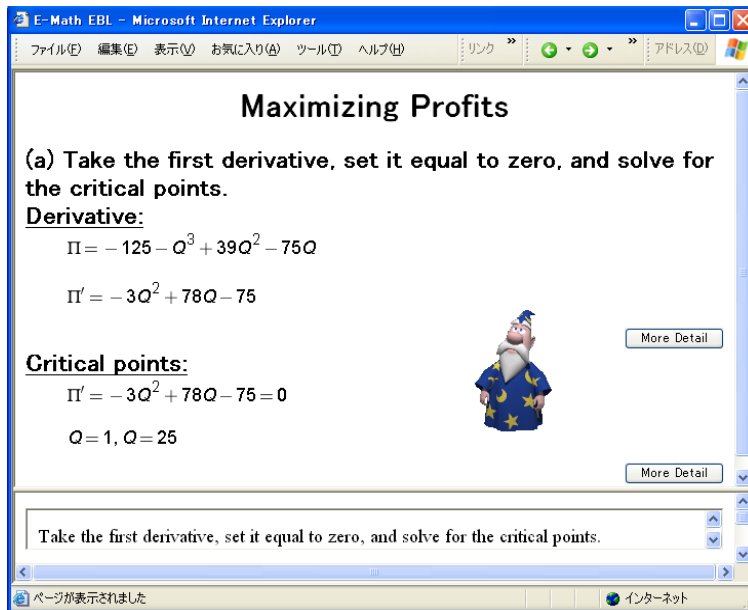 E-Math EBL - Microsoft Internet Explorer
ファイル(F) 編集(E) 表示(V) お気に入り(A) ツール(T) ヘルプ(H) リンク » » アドレス(D)
Maximizing Profits
(a) Take the first derivative, set it equal to zero, and solve for
the critical points.
Derivative:
Π = −125 − Q³ + 39Q² − 75Q
Π′ = −3Q² + 78Q − 75
More Detail
Critical points:
Π′ = −3Q² + 78Q − 75 = 0
Q = 1, Q = 25
More Detail
Take the first derivative, set it equal to zero, and solve for the critical points.
ページが表示されました インターネット